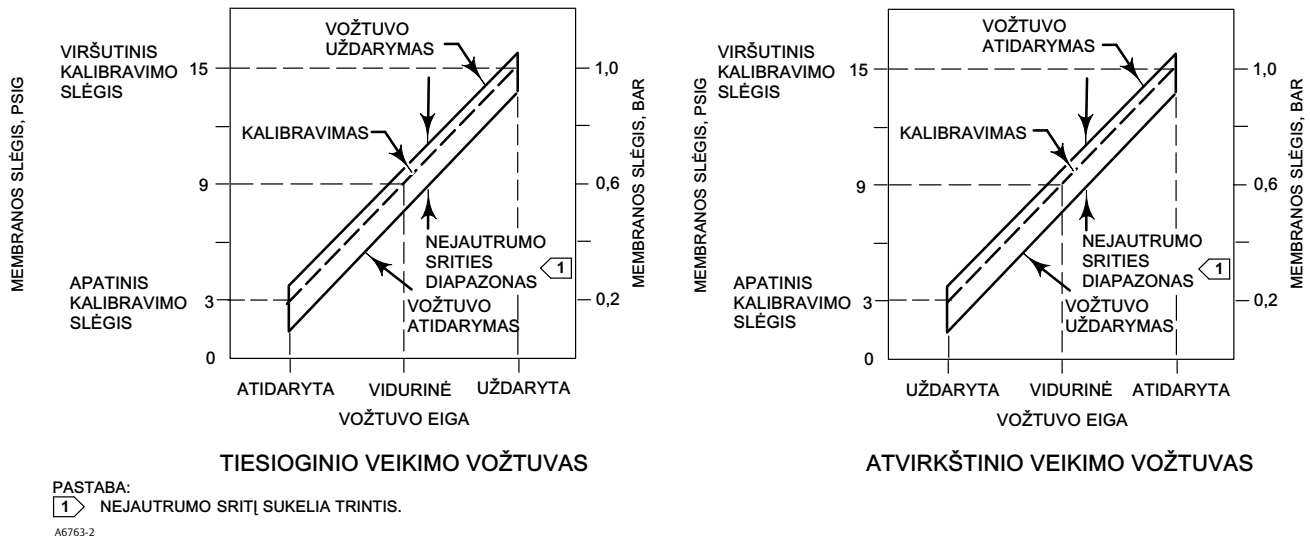 MEMBRANOS SLĖGIS, PSIG
VIRŠUTINIS
KALIBRAVIMO
SLĖGIS
APATINIS
KALIBRAVIMO
SLĖGIS
15
9
3
0
VOŽTUVO
UŽDARYMAS
KALIBRAVIMAS
NEJAUTRUMO
SRITIES
DIAPAZONAS
1
VOŽTUVO
ATIDARYMAS
1,0
0,6
0,2
MEMBRANOS SLĖGIS, BAR
ATIDARYTA
VIDURINĖ
UŽDARYTA
VOŽTUVO EIGA
TIESIOGINIO VEIKIMO VOŽTUVAS
MEMBRANOS SLĖGIS, PSIG
VIRŠUTINIS
KALIBRAVIMO
SLĖGIS
APATINIS
KALIBRAVIMO
SLĖGIS
15
9
3
0
VOŽTUVO
ATIDARYMAS
KALIBRAVIMAS
NEJAUTRUMO
SRITIES
DIAPAZONAS
1
VOŽTUVO
UŽDARYMAS
1,0
0,6
0,2
MEMBRANOS SLĖGIS, BAR
UŽDARYTA
VIDURINĖ
ATIDARYTA
VOŽTUVO EIGA
ATVIRKŠTINIO VEIKIMO VOŽTUVAS
PASTABA:
1 NEJAUTRUMO SRITĮ SUKELIA TRINTIS.
A6763-2